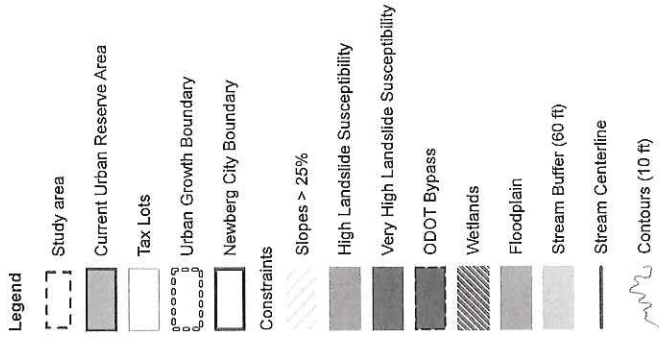 Legend
Study area
Current Urban Reserve Area
Tax Lots
Urban Growth Boundary
Newberg City Boundary
Constraints
Slopes > 25%
High Landslide Susceptibility
Very High Landslide Susceptibility
ODOT Bypass
Wetlands
Floodplain
Stream Buffer (60 ft)
Stream Centerline
Contours (10 ft)